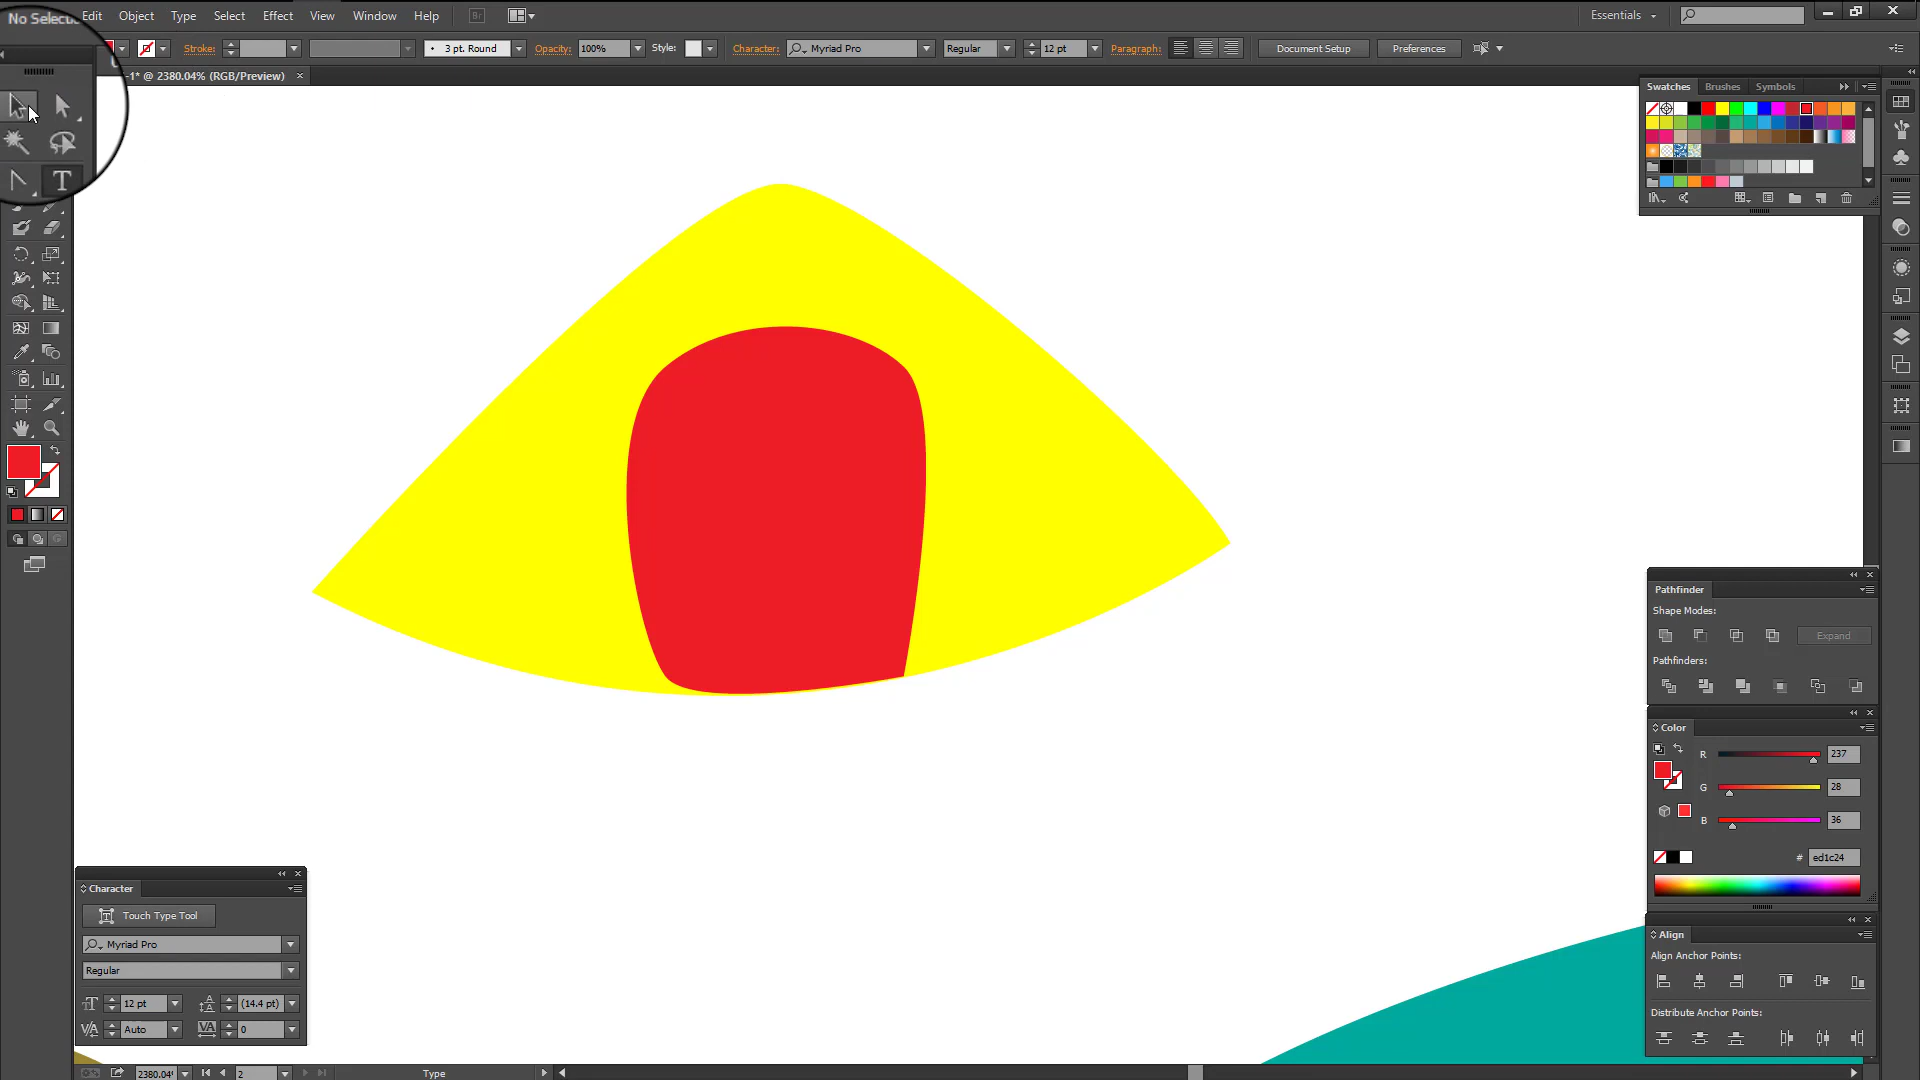 No Selection Edit Object Type Select Effect View Window Help Br Essentials
Stroke: 3 pt. Round Opacity: 100% Style: Character: Myriad Pro Regular 12 pt Paragraph: Document Setup Preferences
-1* @ 2380.04% (RGB/Preview) ×
Swatches Brushes Symbols
T
Pathfinder
Shape Modes:
Expand
Pathfinders:
Color
R 237
G 28
B 36
# ed1c24
Character
Touch Type Tool
Myriad Pro
Regular
12 pt (14.4 pt)
Auto 0
Align
Align Anchor Points:
Distribute Anchor Points:
2380.04% 2 Type